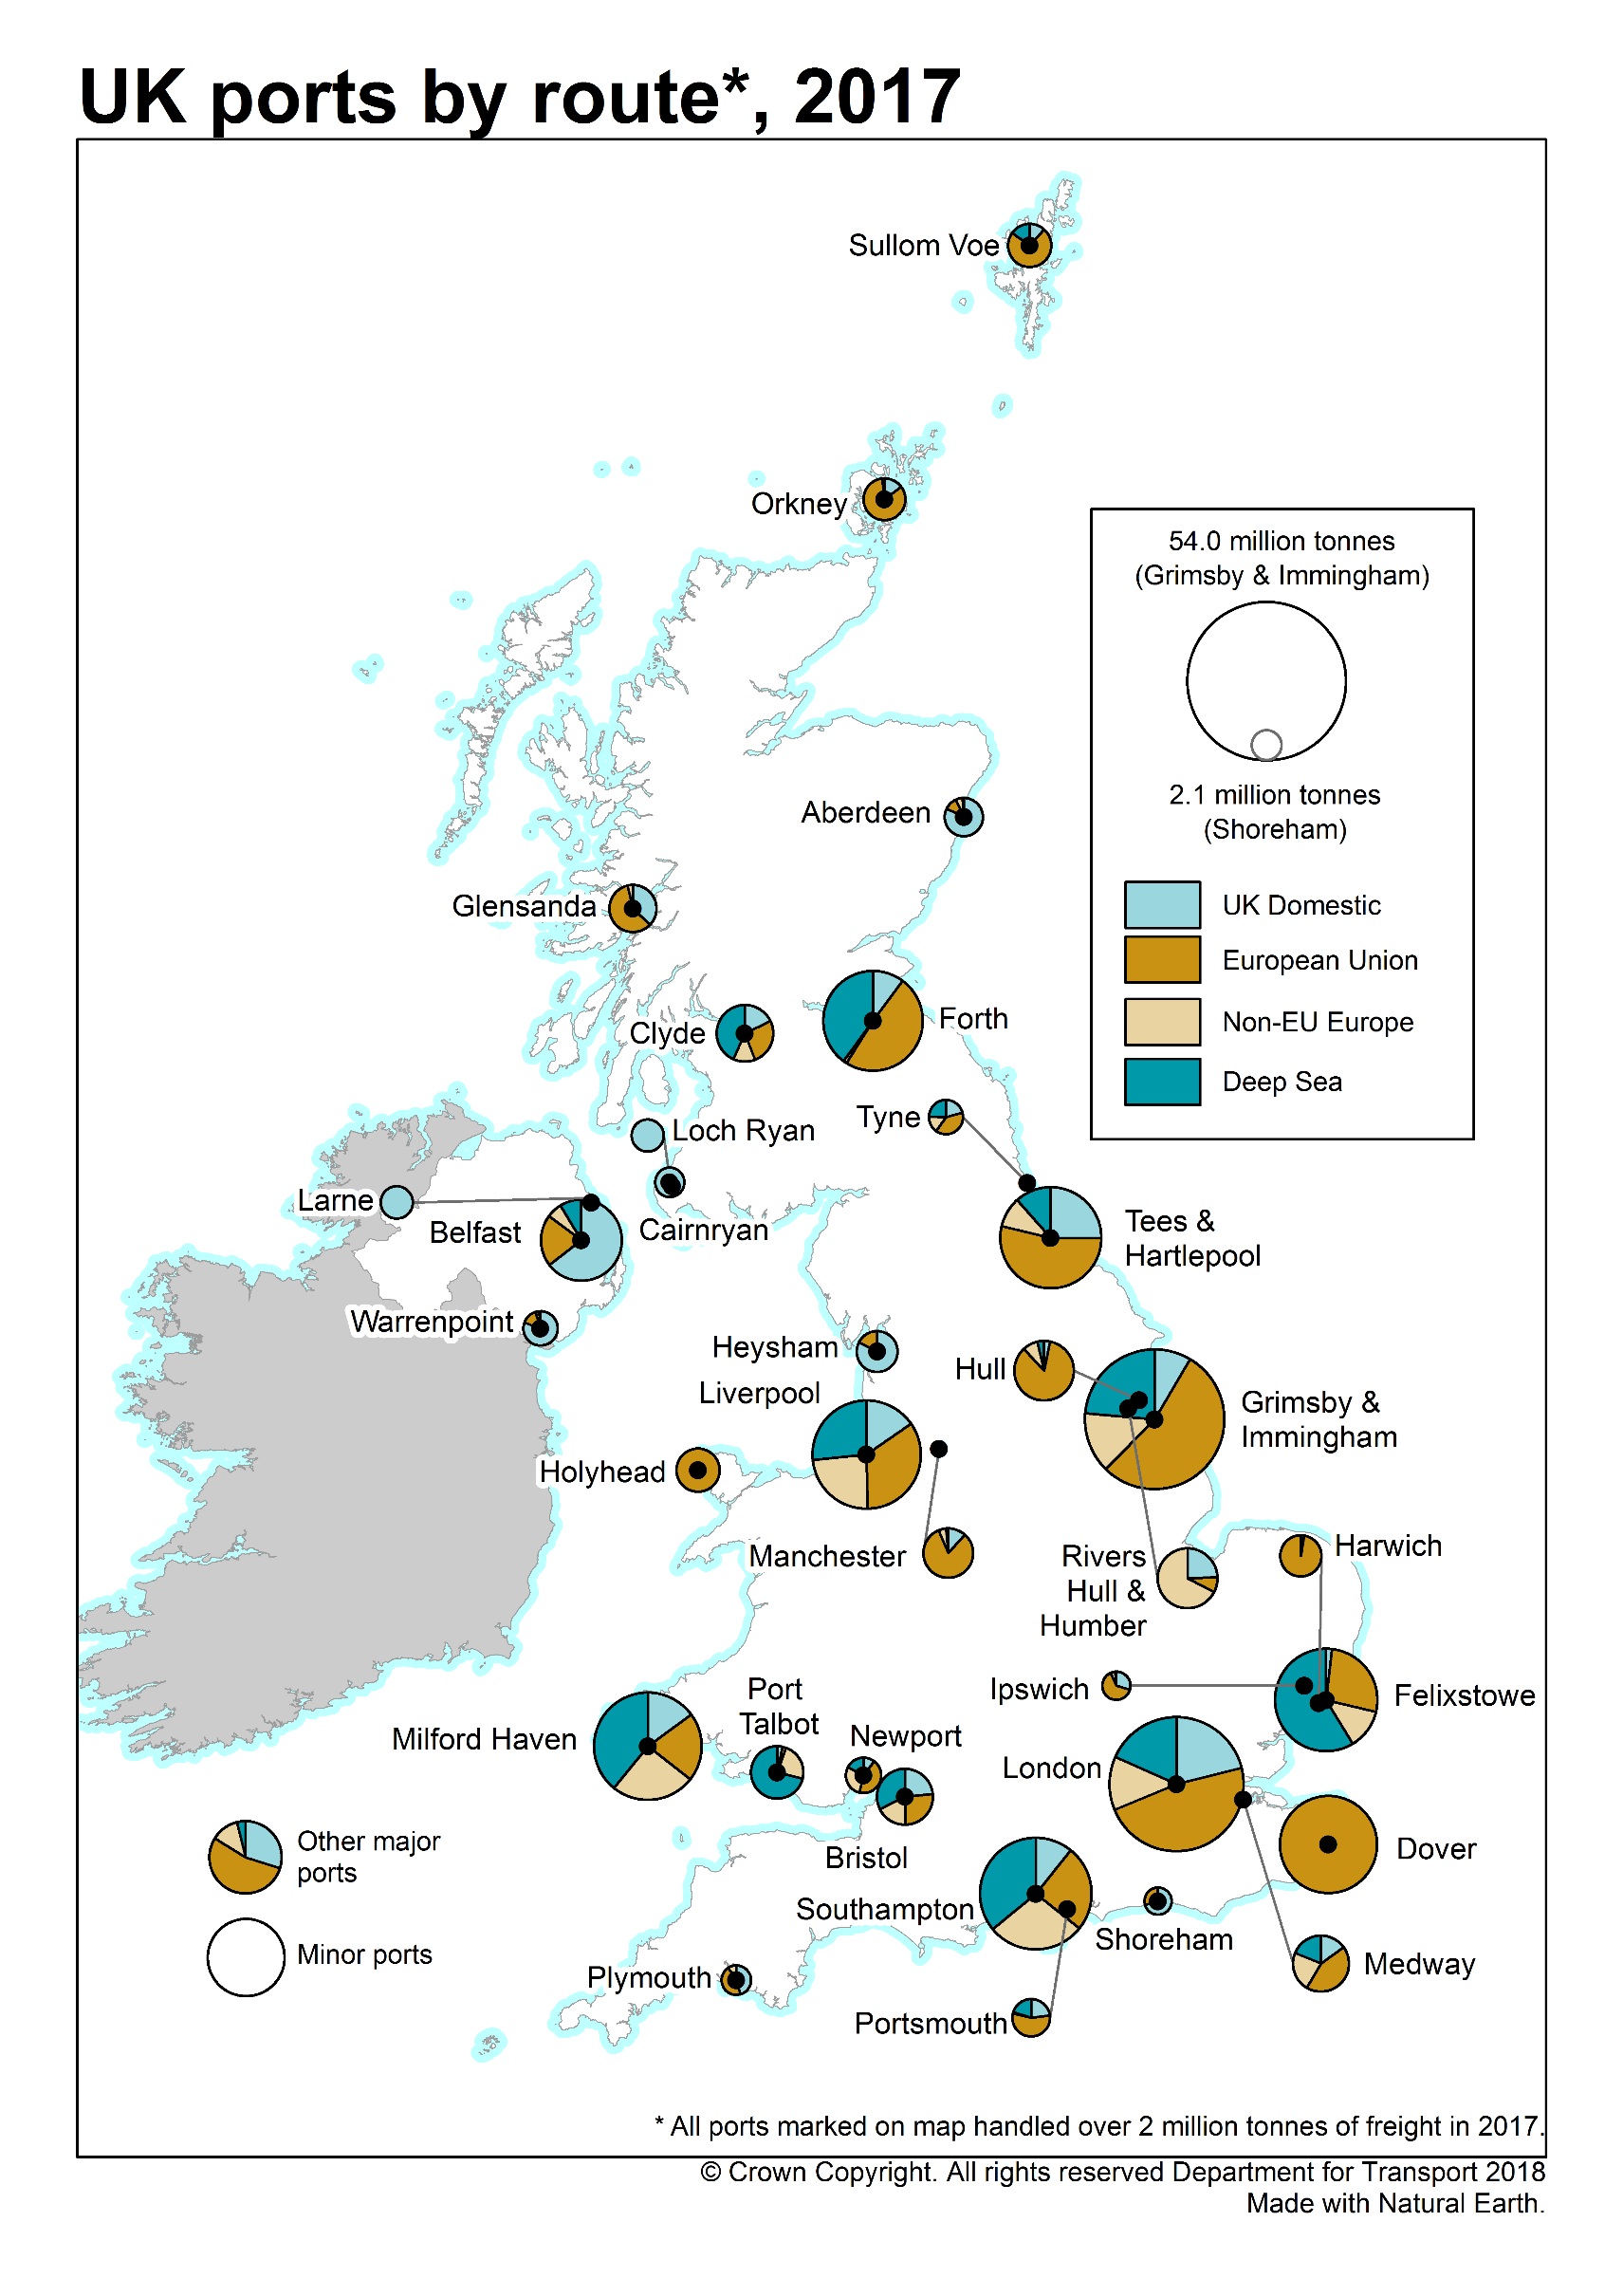 UK ports by route*, 2017
Sullom Voe
Orkney
54.0 million tonnes
(Grimsby & Immingham)
2.1 million tonnes
(Shoreham)
UK Domestic
European Union
Non-EU Europe
Deep Sea
Aberdeen
Glensanda
Clyde
Forth
Tyne
Loch Ryan
Larne
Belfast
Cairnryan
Tees &
Hartlepool
Warrenpoint
Heysham
Hull
Liverpool
Grimsby &
Immingham
Holyhead
Manchester
Rivers
Hull &
Humber
Harwich
Ipswich
Felixstowe
Port
Talbot
Milford Haven
Newport
London
Other major
ports
Bristol
Dover
Southampton
Shoreham
Minor ports
Plymouth
Medway
Portsmouth
* All ports marked on map handled over 2 million tonnes of freight in 2017.
© Crown Copyright. All rights reserved Department for Transport 2018
Made with Natural Earth.